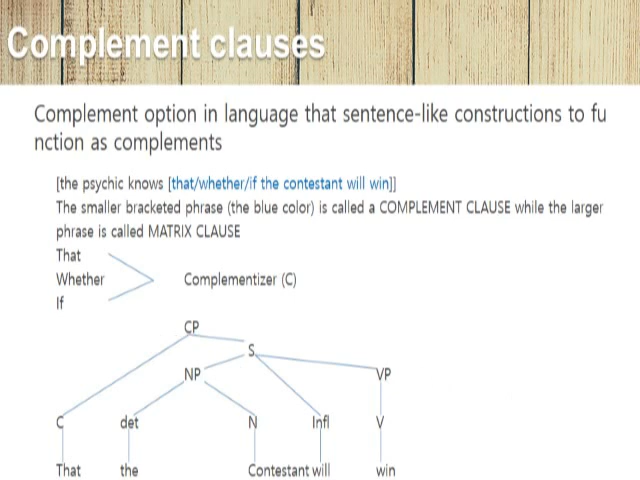 Complement clauses
Complement option in language that sentence-like constructions to fu
nction as complements
[the psychic knows [that/whether/if the contestant will win]]
The smaller bracketed phrase (the blue color) is called a COMPLEMENT CLAUSE while the larger
phrase is called MATRIX CLAUSE
That
Whether Complementizer (C)
If
CP
S
NP VP
C det N Infl V
That the Contestant will win